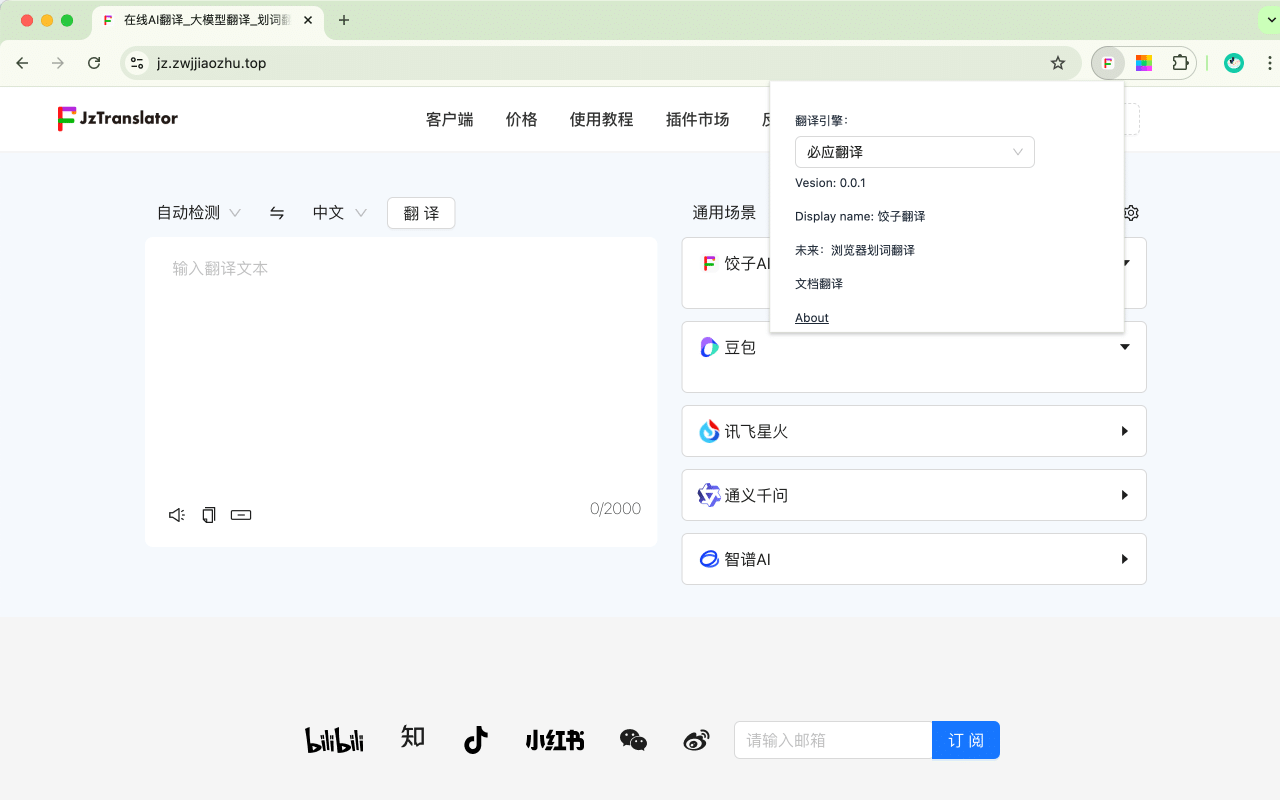 在线AI翻译_大模型翻译_划词
jz.zwjjiaozhu.top
JzTranslator
客户端 价格 使用教程 插件市场
翻译引擎：
必应翻译
Vesion: 0.0.1
Display name: 饺子翻译
未来：浏览器划词翻译
文档翻译
About
自动检测 中文 翻 译
通用场景
输入翻译文本
0/2000
饺子AI
豆包
讯飞星火
通义千问
智谱AI
bilibili 知 小红书
请输入邮箱 订 阅